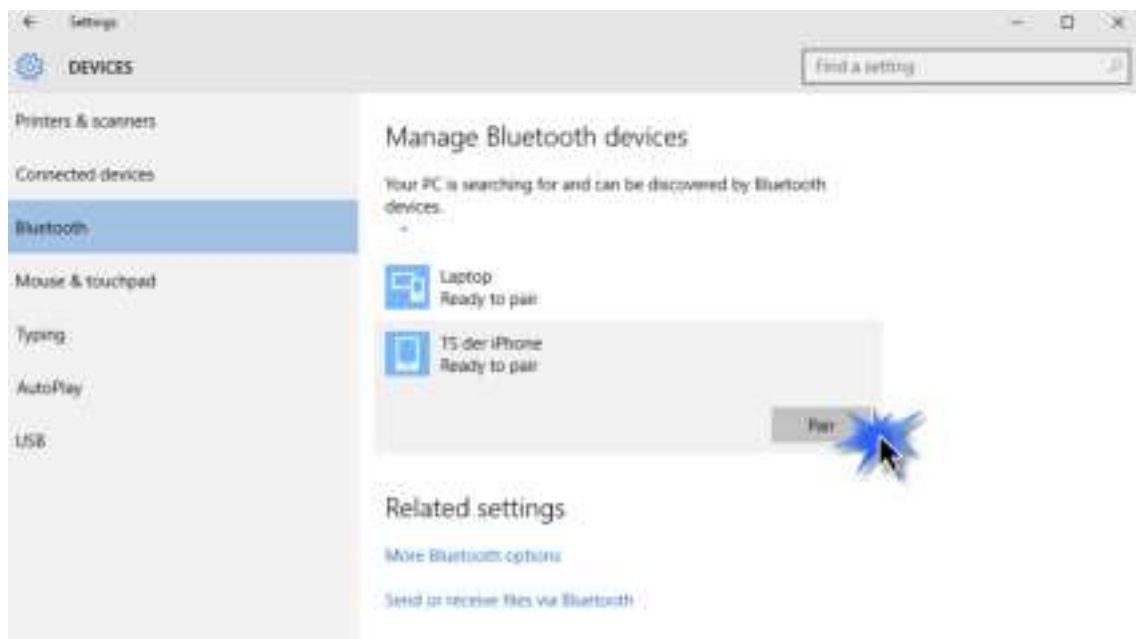 Settings
DEVICES
Find a setting
Printers & scanners
Connected devices
Bluetooth
Mouse & touchpad
Typing
AutoPlay
USB
Manage Bluetooth devices
Your PC is searching for and can be discovered by Bluetooth
devices.
Laptop
Ready to pair
TS der iPhone
Ready to pair
Pair
Related settings
More Bluetooth options
Send or receive files via Bluetooth